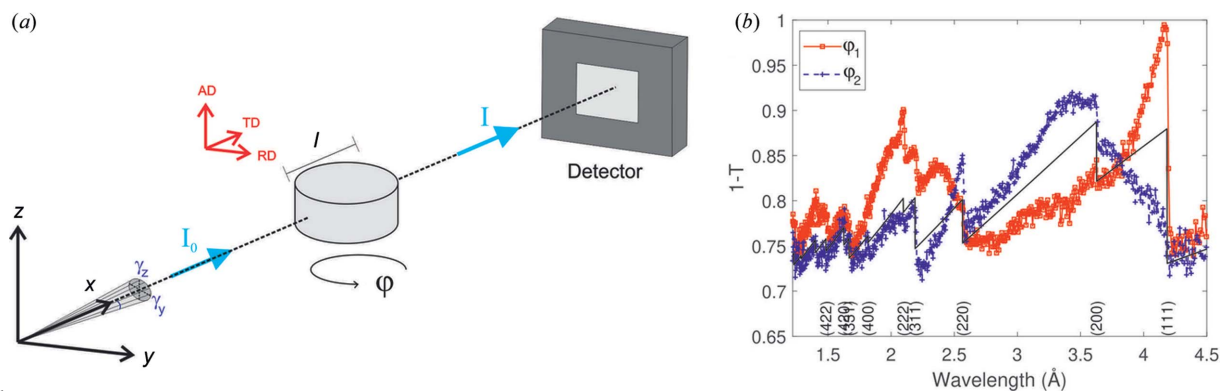 (a)
AD
TD
RD
l
I
Detector
z
I₀
φ
γz
x
γy
y
(b)
1
0.95
0.9
0.85
0.8
0.75
0.7
0.65
1-T
φ₁
φ₂
(422)
(420)
(331)
(400)
(222)
(311)
(220)
(200)
(111)
1.5
2
2.5
3
3.5
4
4.5
Wavelength (Å)